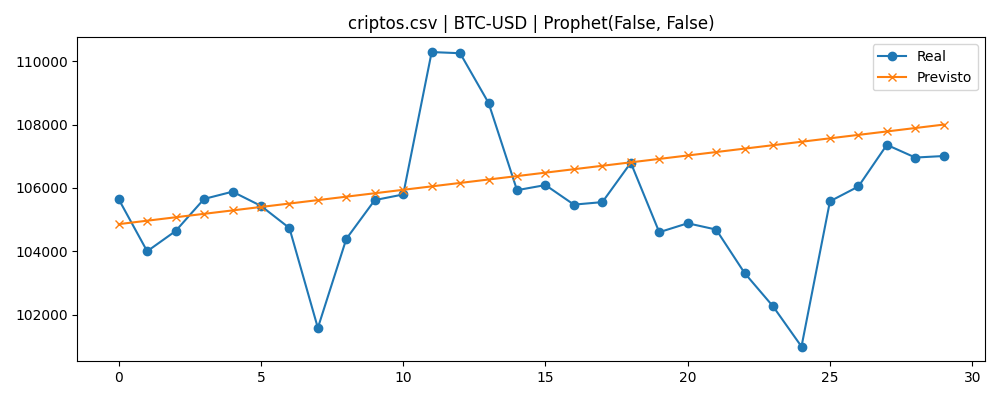 criptos.csv | BTC-USD | Prophet(False, False)
Real
Previsto
110000
108000
106000
104000
102000
0 5 10 15 20 25 30